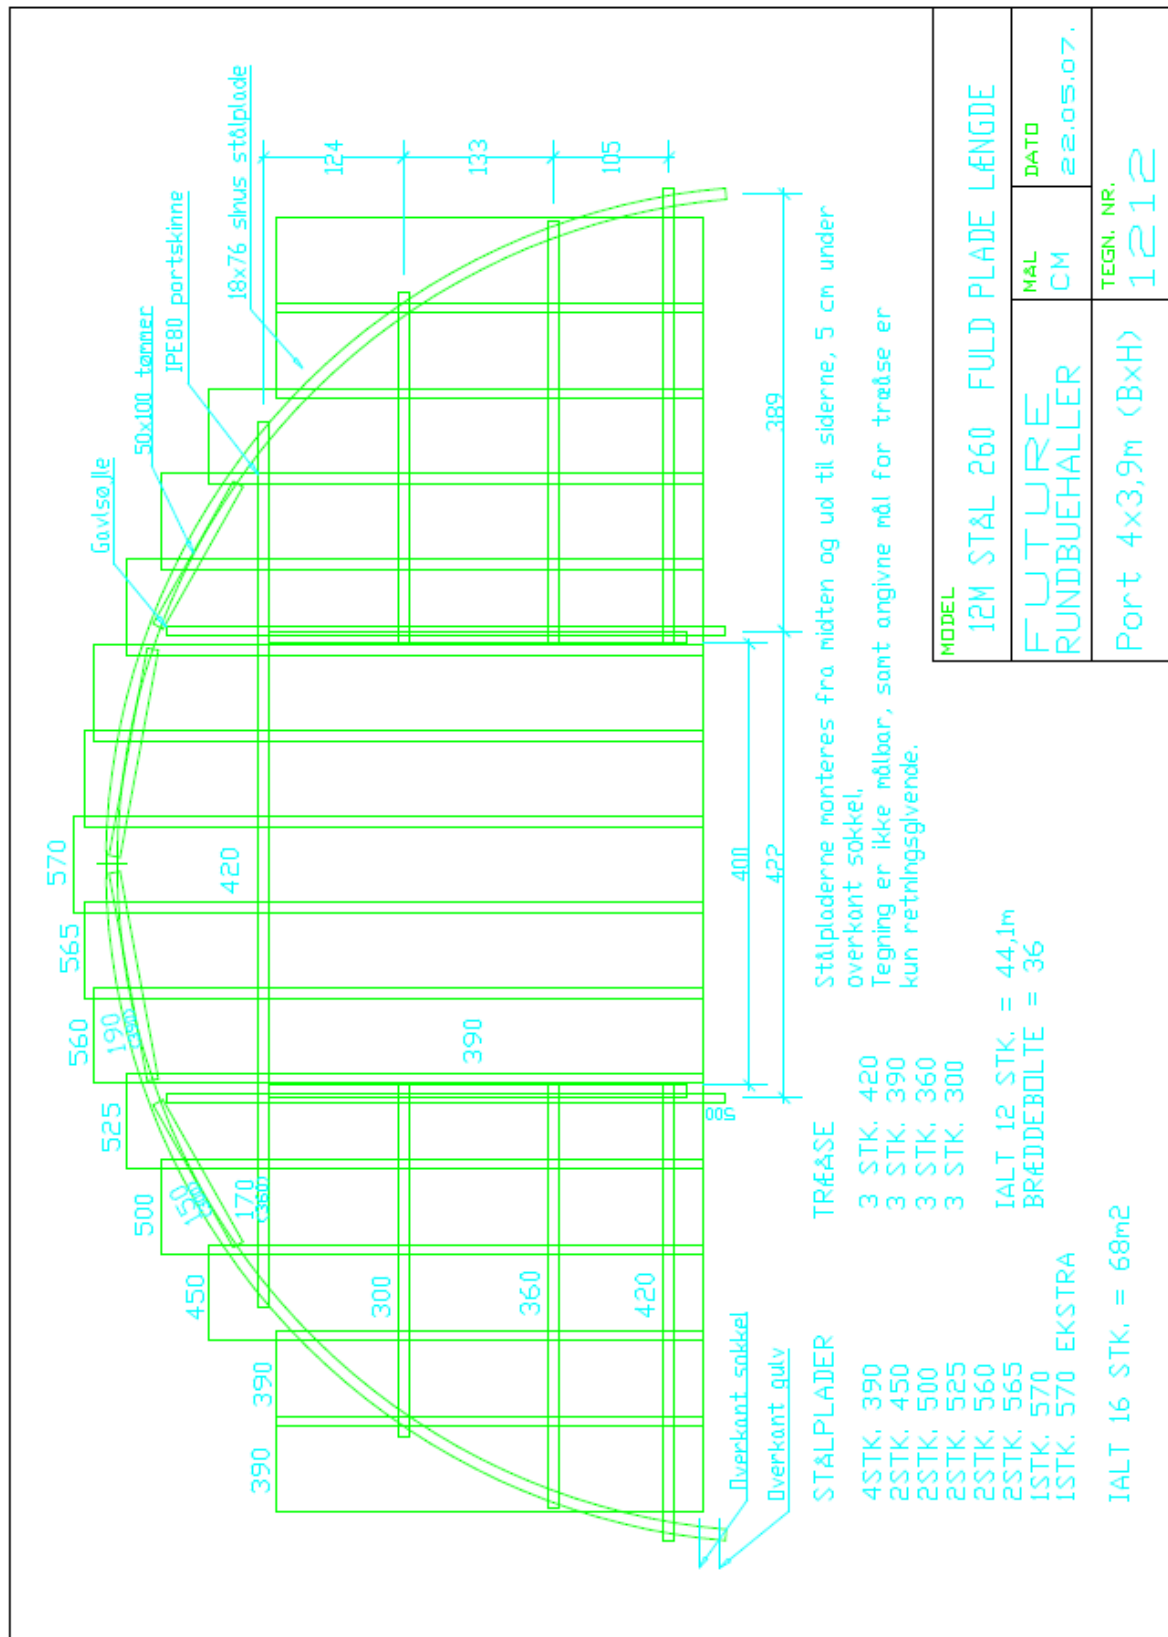 Gavlsøjle
50x100 tømmer
IPE80 portskinne
18x76 sinus stålplade
570
565
560
525
500
450
390
390
190
150
170
(360)
420
390
300
360
420
124
133
105
389
400
422
Overkant sokkel
Overkant gulv
Stålpladerne monteres fra midten og ud til siderne, 5 cm under
overkant sokkel.
Tegning er ikke målbar, samt angivne mål for træåse er
kun retningsgivende.
STÅLPLADER
4STK. 390
2STK. 450
2STK. 500
2STK. 525
2STK. 560
2STK. 565
1STK. 570
1STK. 570 EKSTRA
IALT 16 STK. = 68m2
TRÆÅSE
3 STK. 420
3 STK. 390
3 STK. 360
3 STK. 300
IALT 12 STK. = 44,1m
BRÆDDEBOLTE = 36
MODEL
12M STÅL 260 FULD PLADE LÆNGDE
FUTURE
RUNDBUEHALLER
MÅL
CM
DATO
22.05.07.
Port 4x3,9m (BxH)
TEGN. NR.
1212